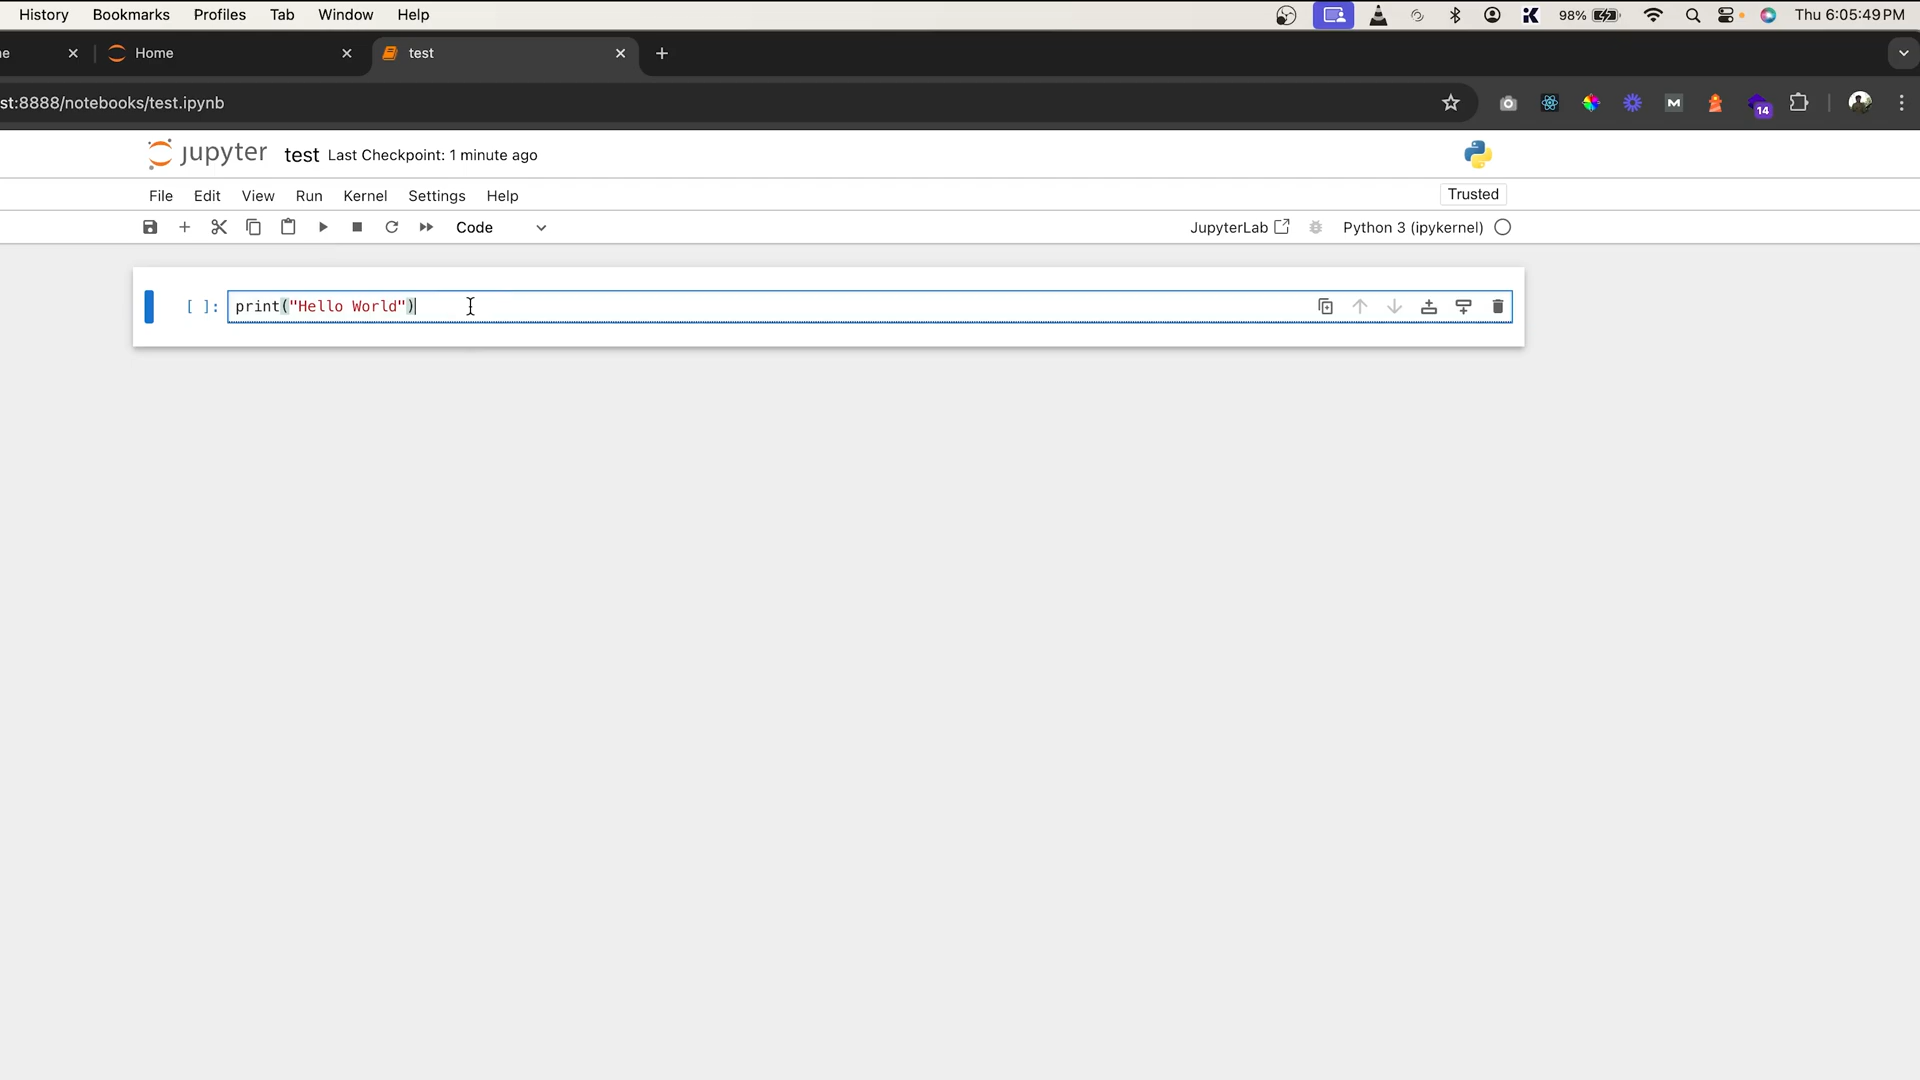 History Bookmarks Profiles Tab Window Help 98% Thu 6:05:49 PM
ne Home test
st:8888/notebooks/test.ipynb M 14
jupyter test Last Checkpoint: 1 minute ago
File Edit View Run Kernel Settings Help Trusted
Code JupyterLab Python 3 (ipykernel)
[ ]: print("Hello World")